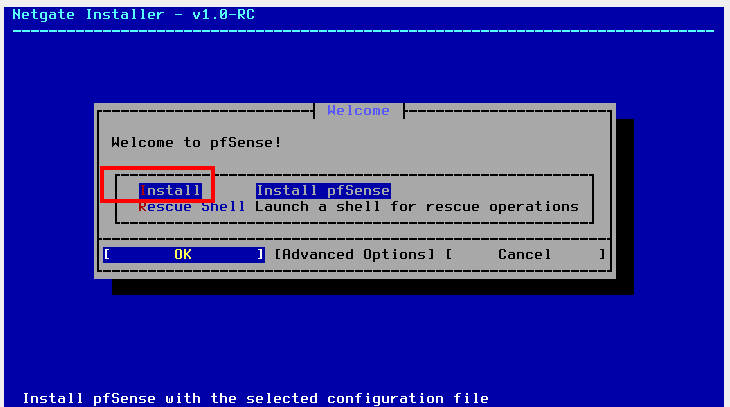 Netgate Installer - v1.0-RC
Welcome
Welcome to pfSense!
Install Install pfSense
Rescue Shell Launch a shell for rescue operations
[ OK ] [Advanced Options] [ Cancel ]
Install pfSense with the selected configuration file